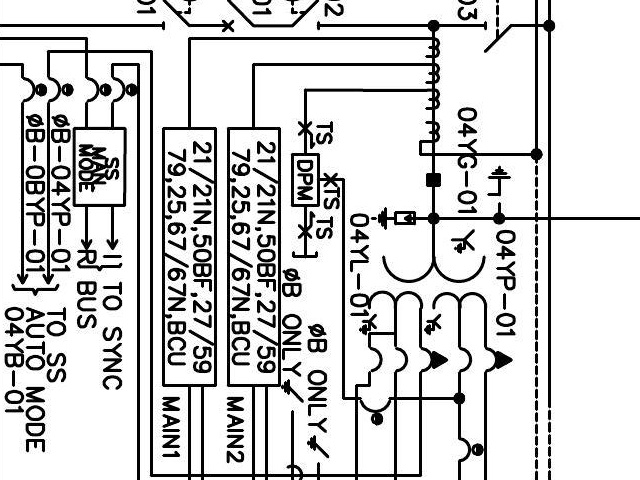 01
01
02
03
04YG-01
TS
DPM
TS
TS
04YP-01
04YL-01
21/21N,50BF,27/59
79,25,67/67N,BCU
MAIN2
21/21N,50BF,27/59
79,25,67/67N,BCU
MAIN1
ØB ONLY
ØB ONLY
SS
MAN
MODE
I) TO SYNC
R) BUS
ØB-04YP-01
ØB-0BYP-01
TO SS
AUTO MODE
04YB-01